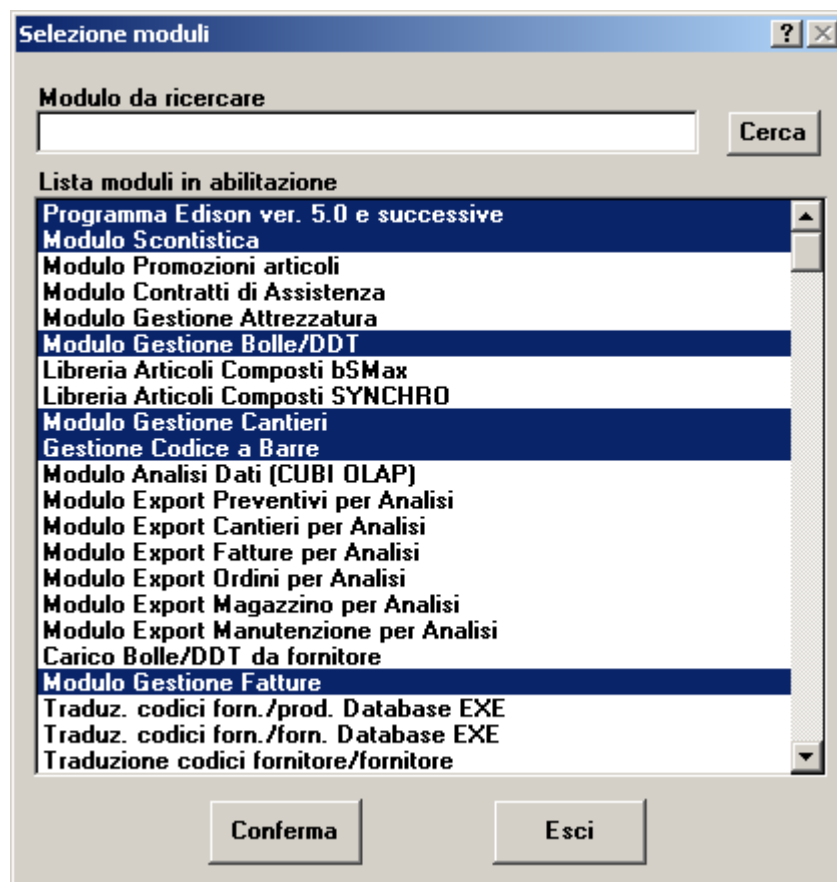 Selezione moduli
?
Modulo da ricercare
Cerca
Lista moduli in abilitazione
Programma Edison ver. 5.0 e successive
Modulo Scontistica
Modulo Promozioni articoli
Modulo Contratti di Assistenza
Modulo Gestione Attrezzatura
Modulo Gestione Bolle/DDT
Libreria Articoli Composti bSMax
Libreria Articoli Composti SYNCHRO
Modulo Gestione Cantieri
Gestione Codice a Barre
Modulo Analisi Dati (CUBI OLAP)
Modulo Export Preventivi per Analisi
Modulo Export Cantieri per Analisi
Modulo Export Fatture per Analisi
Modulo Export Ordini per Analisi
Modulo Export Magazzino per Analisi
Modulo Export Manutenzione per Analisi
Carico Bolle/DDT da fornitore
Modulo Gestione Fatture
Traduz. codici forn./prod. Database EXE
Traduz. codici forn./forn. Database EXE
Traduzione codici fornitore/fornitore
Conferma
Esci